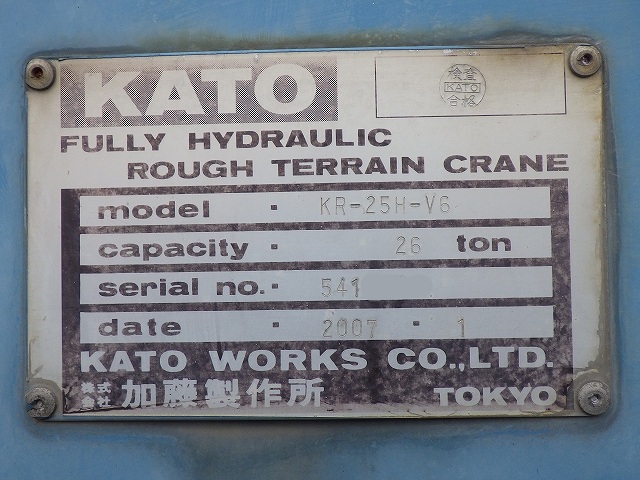 KATO
検査
KATO
合格
FULLY HYDRAULIC
ROUGH TERRAIN CRANE
model · KR-25H-V6
capacity · 26 ton
serial no. · 541
date · 2007 · 1
KATO WORKS CO.,LTD.
株式会社 加藤製作所 TOKYO